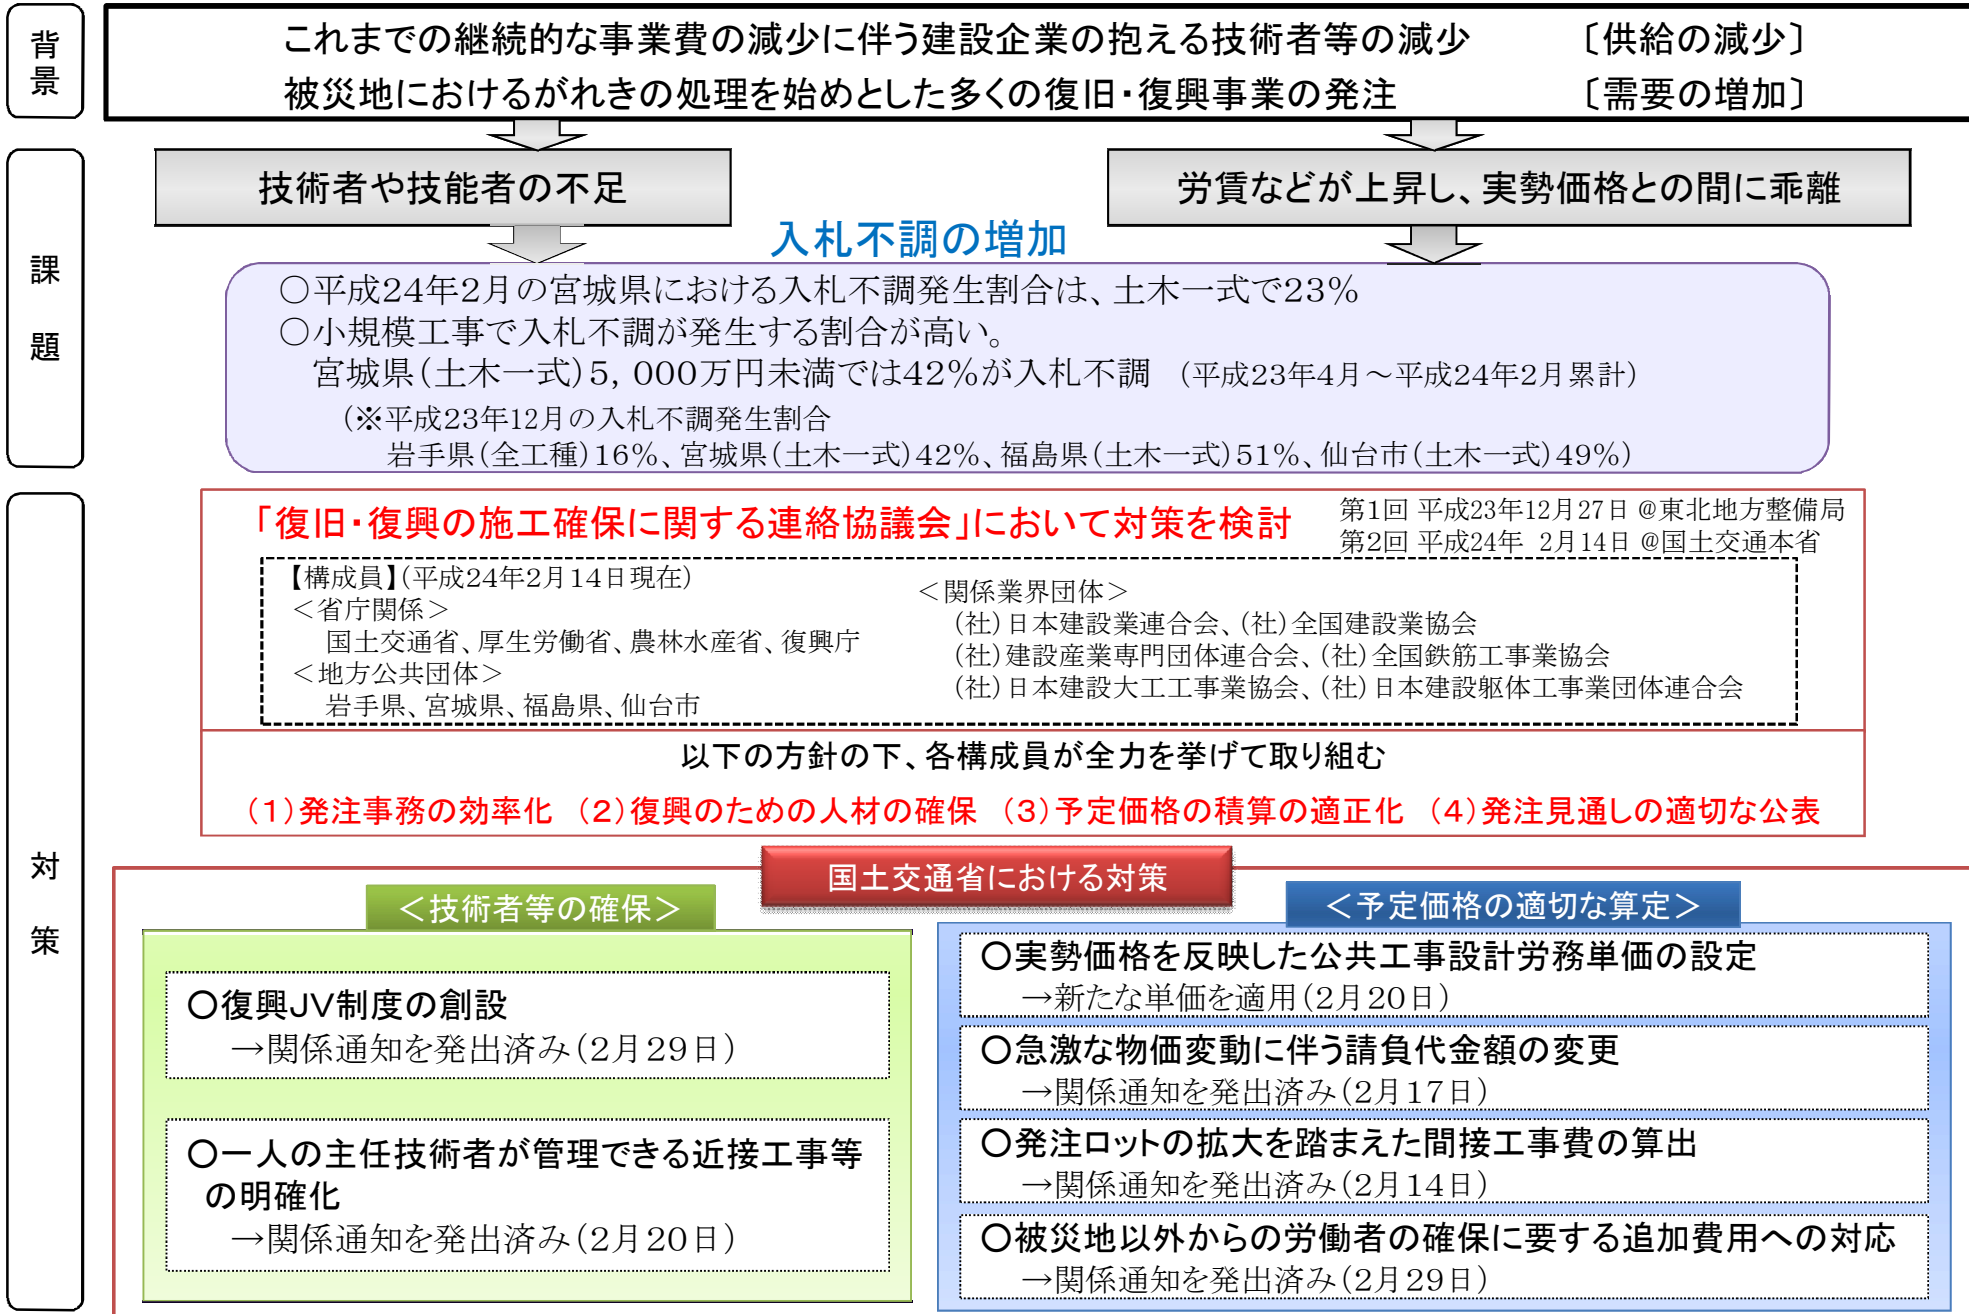 背景
これまでの継続的な事業費の減少に伴う建設企業の抱える技術者等の減少　〔供給の減少〕
被災地におけるがれきの処理を始めとした多くの復旧・復興事業の発注　〔需要の増加〕
課題
技術者や技能者の不足
労賃などが上昇し、実勢価格との間に乖離
入札不調の増加
○平成24年2月の宮城県における入札不調発生割合は、土木一式で23%
○小規模工事で入札不調が発生する割合が高い。
宮城県(土木一式)5,000万円未満では42%が入札不調　(平成23年4月～平成24年2月累計)
(※平成23年12月の入札不調発生割合
岩手県(全工種)16%、宮城県(土木一式)42%、福島県(土木一式)51%、仙台市(土木一式)49%)
対策
「復旧・復興の施工確保に関する連絡協議会」において対策を検討
第1回 平成23年12月27日 @東北地方整備局
第2回 平成24年 2月14日 @国土交通本省
【構成員】(平成24年2月14日現在)
＜省庁関係＞
国土交通省、厚生労働省、農林水産省、復興庁
＜地方公共団体＞
岩手県、宮城県、福島県、仙台市
＜関係業界団体＞
(社)日本建設業連合会、(社)全国建設業協会
(社)建設産業専門団体連合会、(社)全国鉄筋工事業協会
(社)日本建設大工工事業協会、(社)日本建設躯体工事業団体連合会
以下の方針の下、各構成員が全力を挙げて取り組む
(1)発注事務の効率化　(2)復興のための人材の確保　(3)予定価格の積算の適正化　(4)発注見通しの適切な公表
国土交通省における対策
＜技術者等の確保＞
○復興JV制度の創設
→関係通知を発出済み(2月29日)
○一人の主任技術者が管理できる近接工事等
の明確化
→関係通知を発出済み(2月20日)
＜予定価格の適切な算定＞
○実勢価格を反映した公共工事設計労務単価の設定
→新たな単価を適用(2月20日)
○急激な物価変動に伴う請負代金額の変更
→関係通知を発出済み(2月17日)
○発注ロットの拡大を踏まえた間接工事費の算出
→関係通知を発出済み(2月14日)
○被災地以外からの労働者の確保に要する追加費用への対応
→関係通知を発出済み(2月29日)